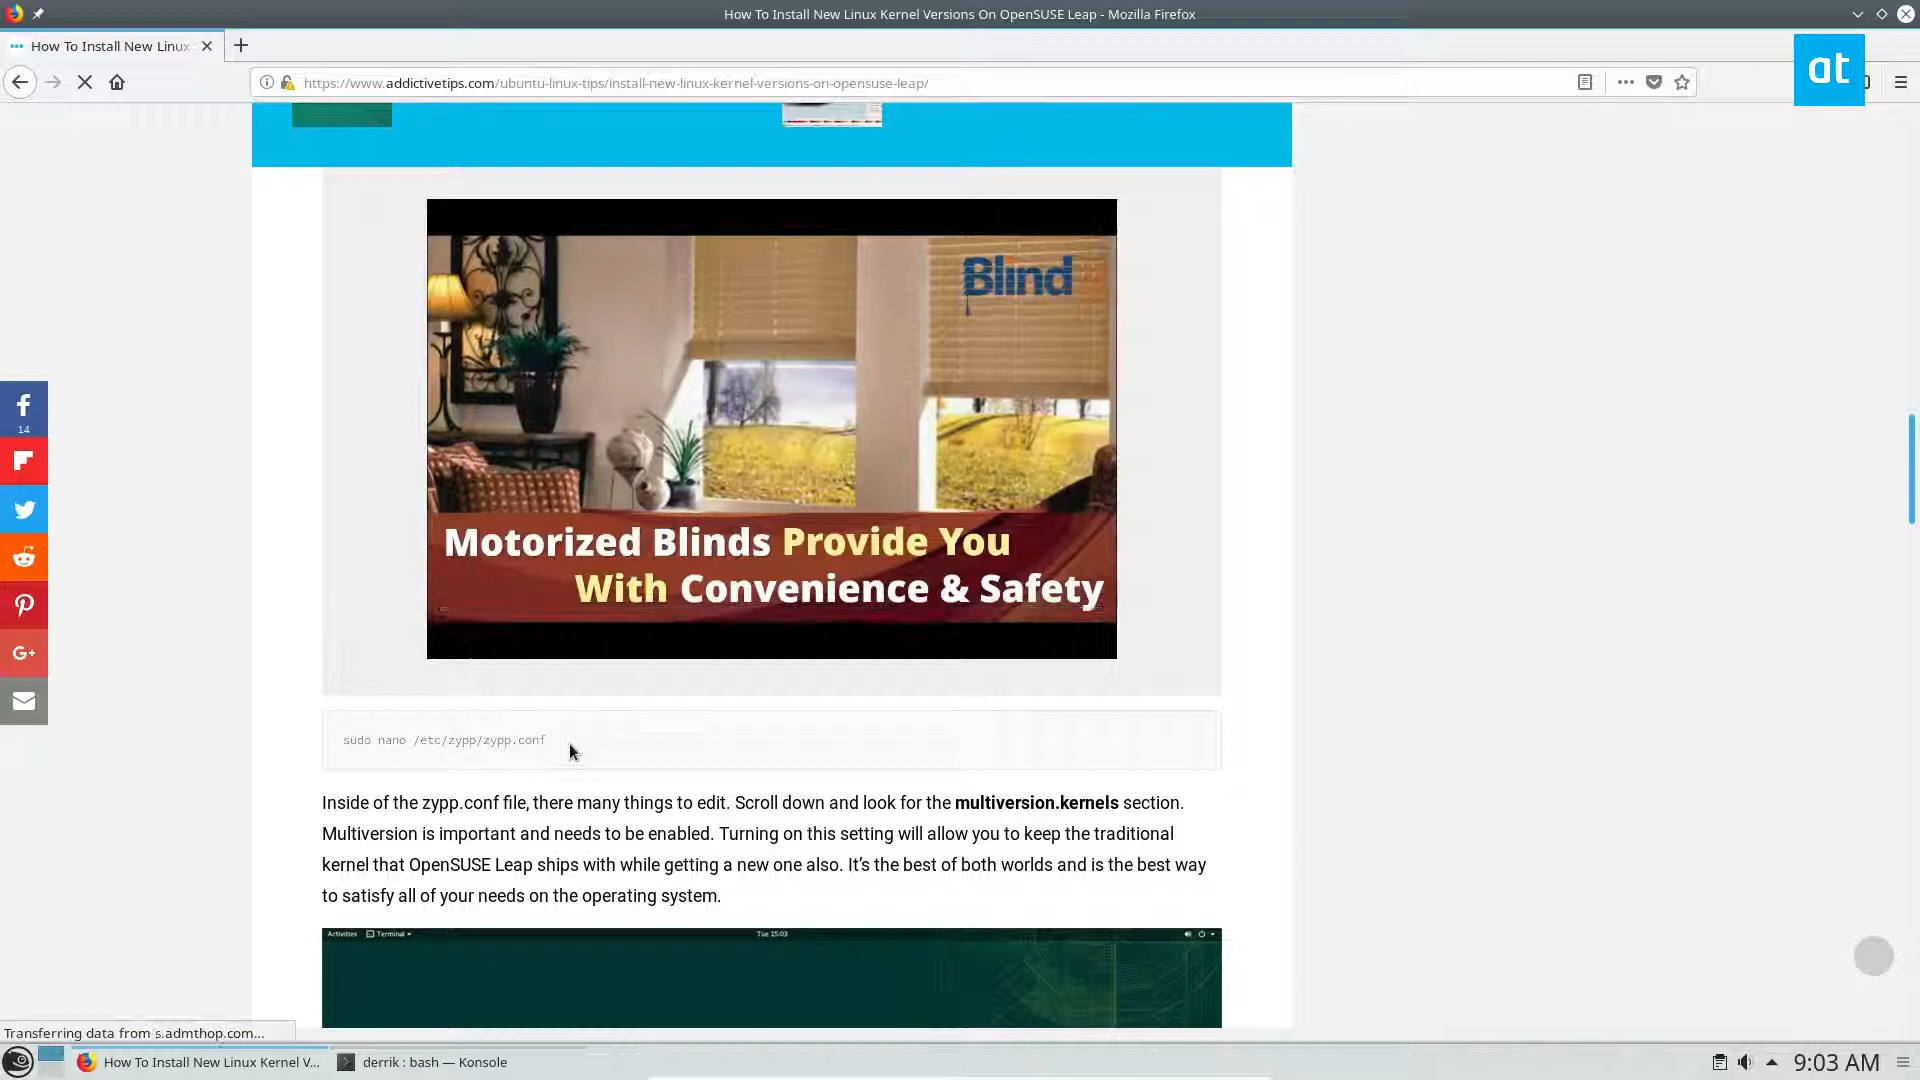 How To Install New Linux Kernel Versions On OpenSUSE Leap - Mozilla Firefox
How To Install New Linux
at
https://www.addictivetips.com/ubuntu-linux-tips/install-new-linux-kernel-versions-on-opensuse-leap/
Blind
Motorized Blinds Provide You
With Convenience & Safety
14
G+
sudo nano /etc/zypp/zypp.conf
Inside of the zypp.conf file, there many things to edit. Scroll down and look for the multiversion.kernels section.
Multiversion is important and needs to be enabled. Turning on this setting will allow you to keep the traditional
kernel that OpenSUSE Leap ships with while getting a new one also. It’s the best of both worlds and is the best way
to satisfy all of your needs on the operating system.
Activities Terminal Tue 15:03
Transferring data from s.admthop.com...
How To Install New Linux Kernel V...
derrik : bash — Konsole
9:03 AM